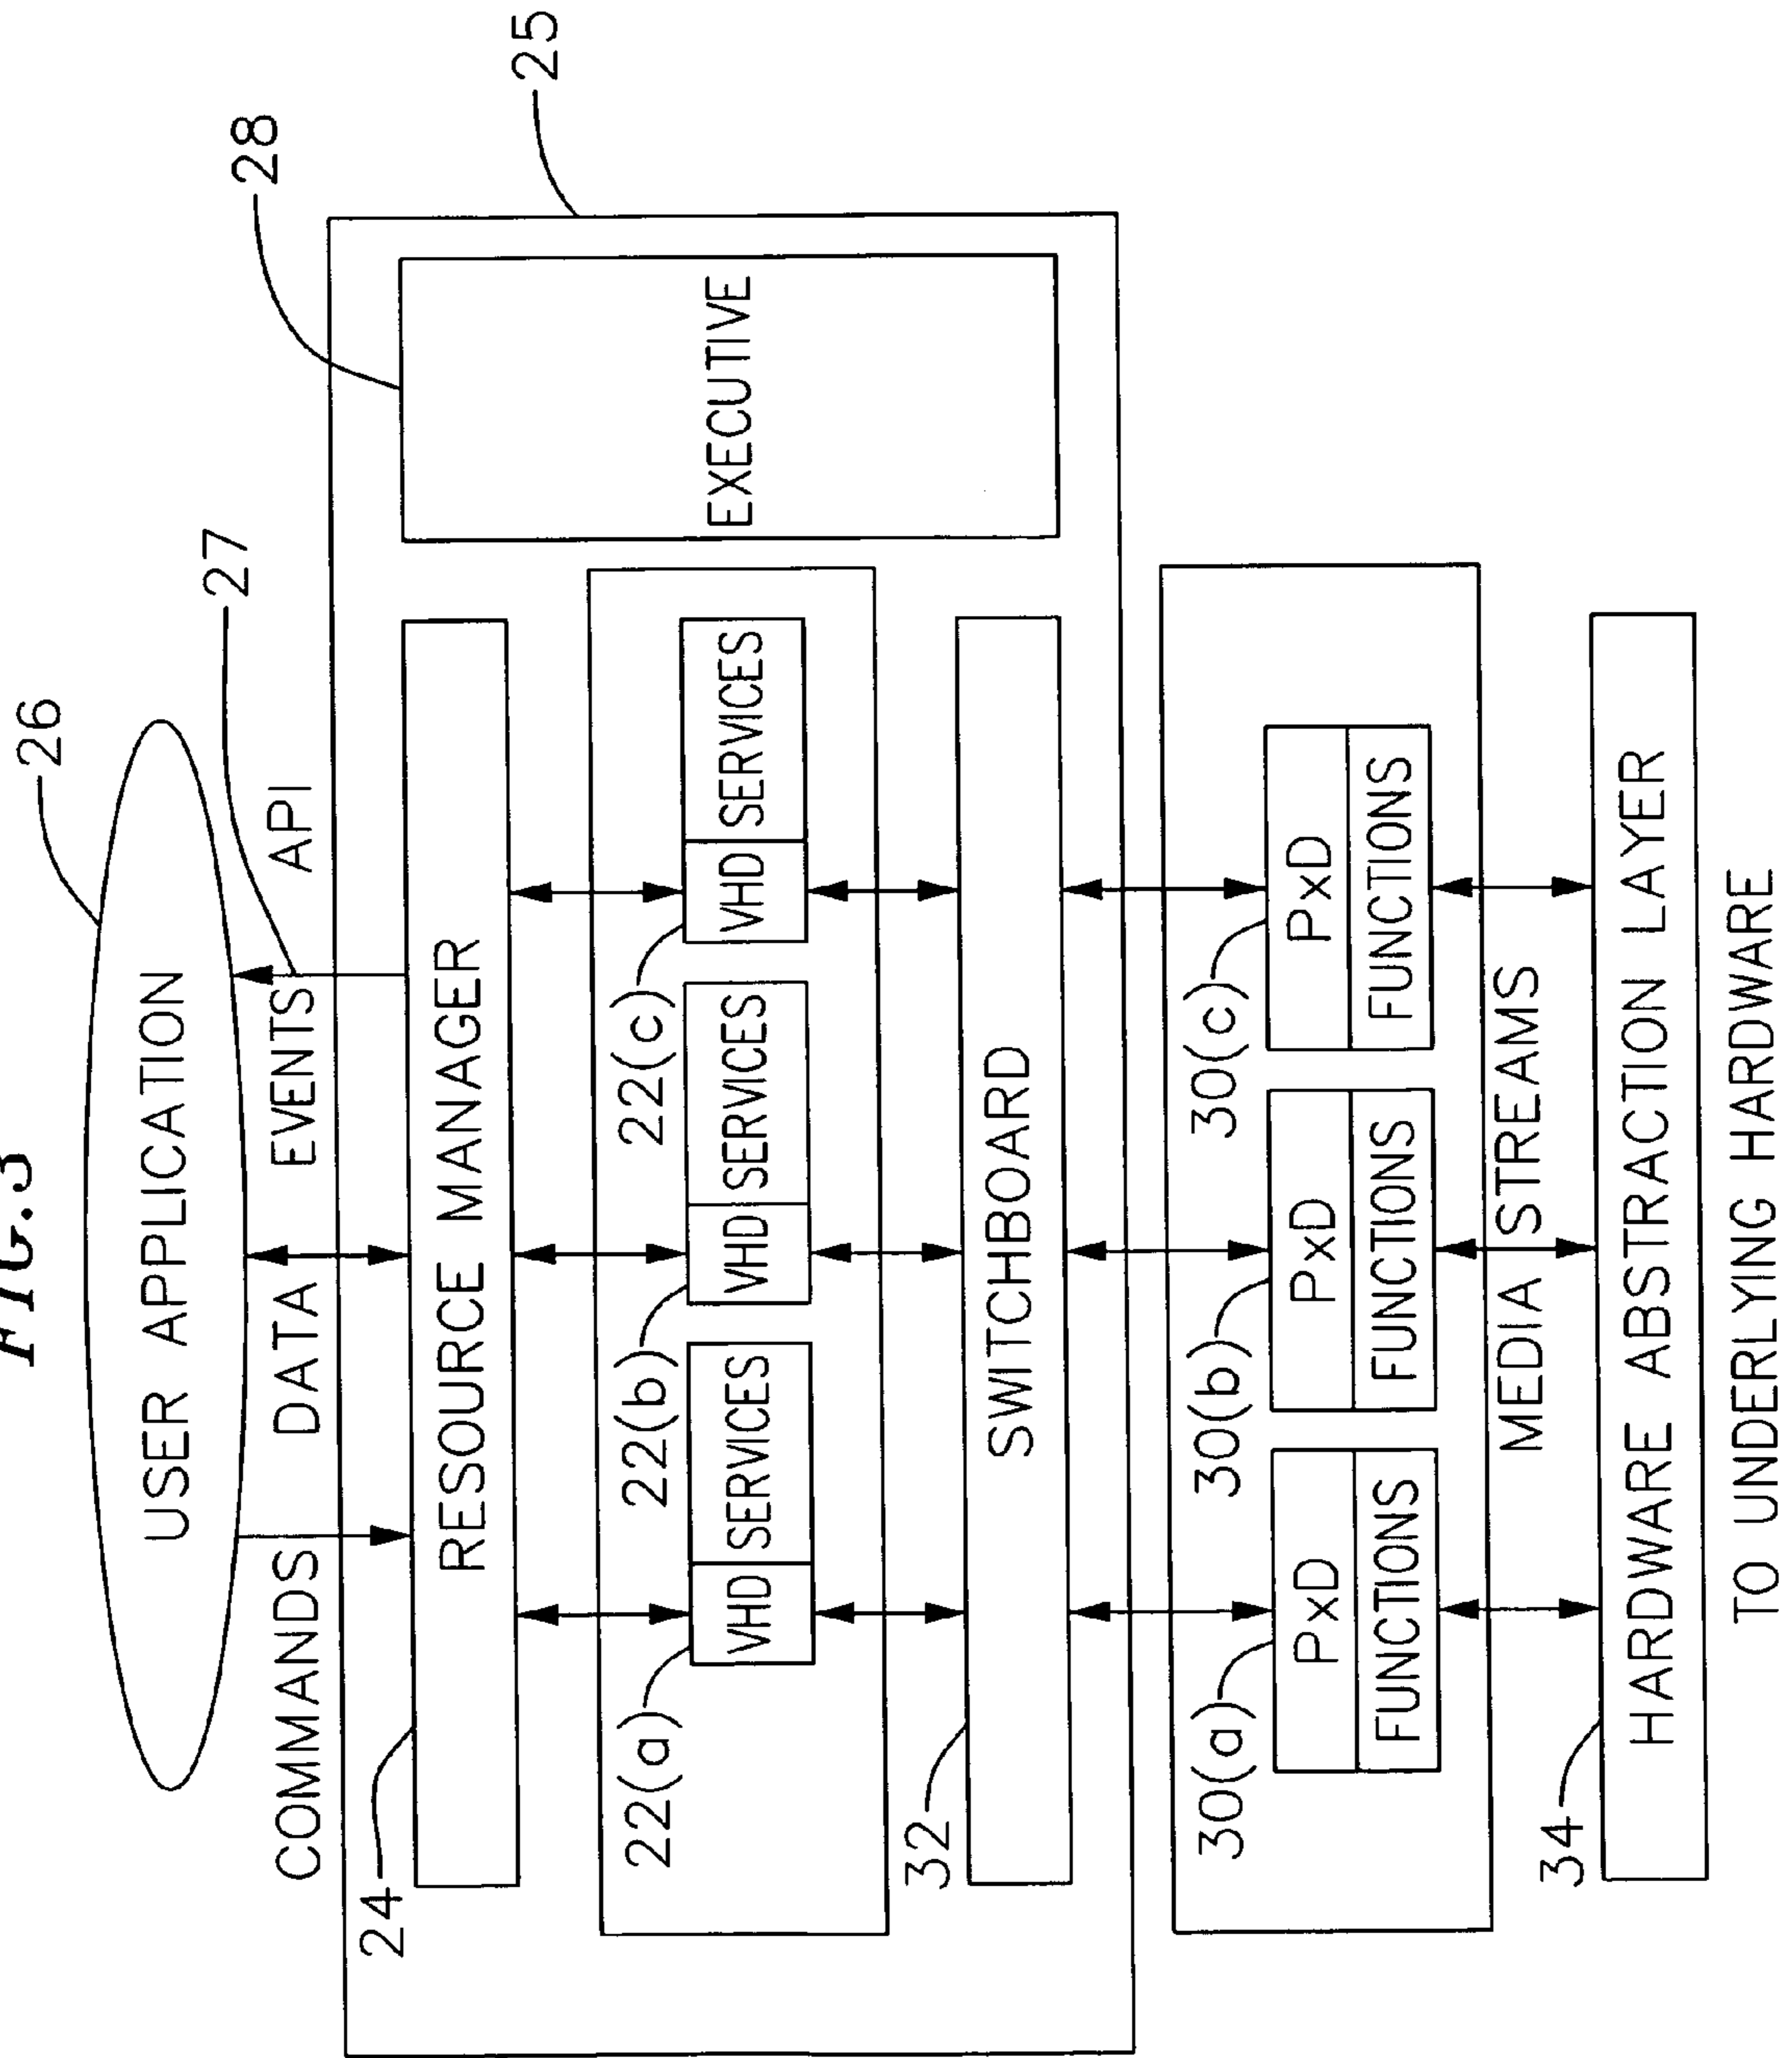 FIG. 3
26
USER APPLICATION
28
27
25
COMMANDS
DATA
EVENTS
API
24
RESOURCE MANAGER
EXECUTIVE
22(a)
22(b)
22(c)
VHD SERVICES
VHD SERVICES
VHD SERVICES
32
SWITCHBOARD
30(a)
30(b)
30(c)
PxD
PxD
PxD
FUNCTIONS
FUNCTIONS
FUNCTIONS
MEDIA STREAMS
34
HARDWARE ABSTRACTION LAYER
TO UNDERLYING HARDWARE